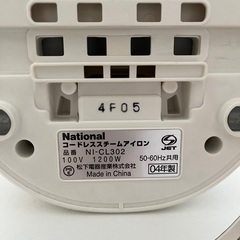 4F05
National
コードレススチームアイロン
品番 NI-CL302
100V 1200W 50-60Hz共用
松下電器産業株式会社 04年製
Made in China
JET